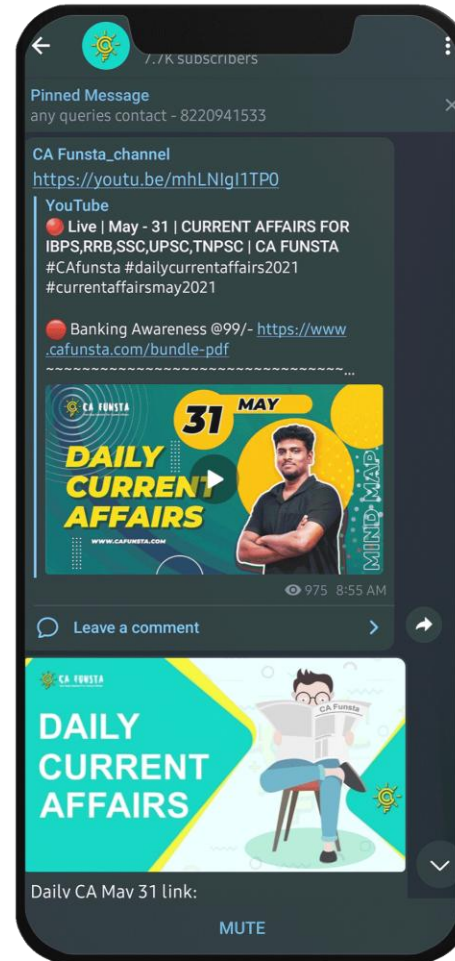 7.7K subscribers
Pinned Message
any queries contact - 8220941533
CA Funsta_channel
https://youtu.be/mhLNIgI1TP0
YouTube
🔴 Live | May - 31 | CURRENT AFFAIRS FOR
IBPS,RRB,SSC,UPSC,TNPSC | CA FUNSTA
#CAfunsta #dailycurrentaffairs2021
#currentaffairsmay2021
🔴 Banking Awareness @99/- https://www
.cafunsta.com/bundle-pdf
~~~~~~~~~~~~~~~~~~~~~~~~~~~~~~~~~...
CA FUNSTA
31 MAY
DAILY
CURRENT
AFFAIRS
WWW.CAFUNSTA.COM
MIND MAP
975 8:55 AM
Leave a comment
CA FUNSTA
CA Funsta
DAILY
CURRENT
AFFAIRS
Daily CA May 31 link:
MUTE